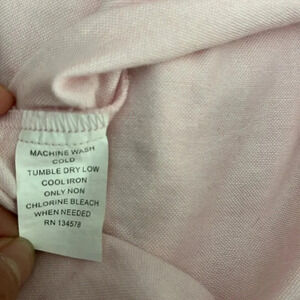 MACHINE WASH
COLD
TUMBLE DRY LOW
COOL IRON
ONLY NON
CHLORINE BLEACH
WHEN NEEDED
RN 134578